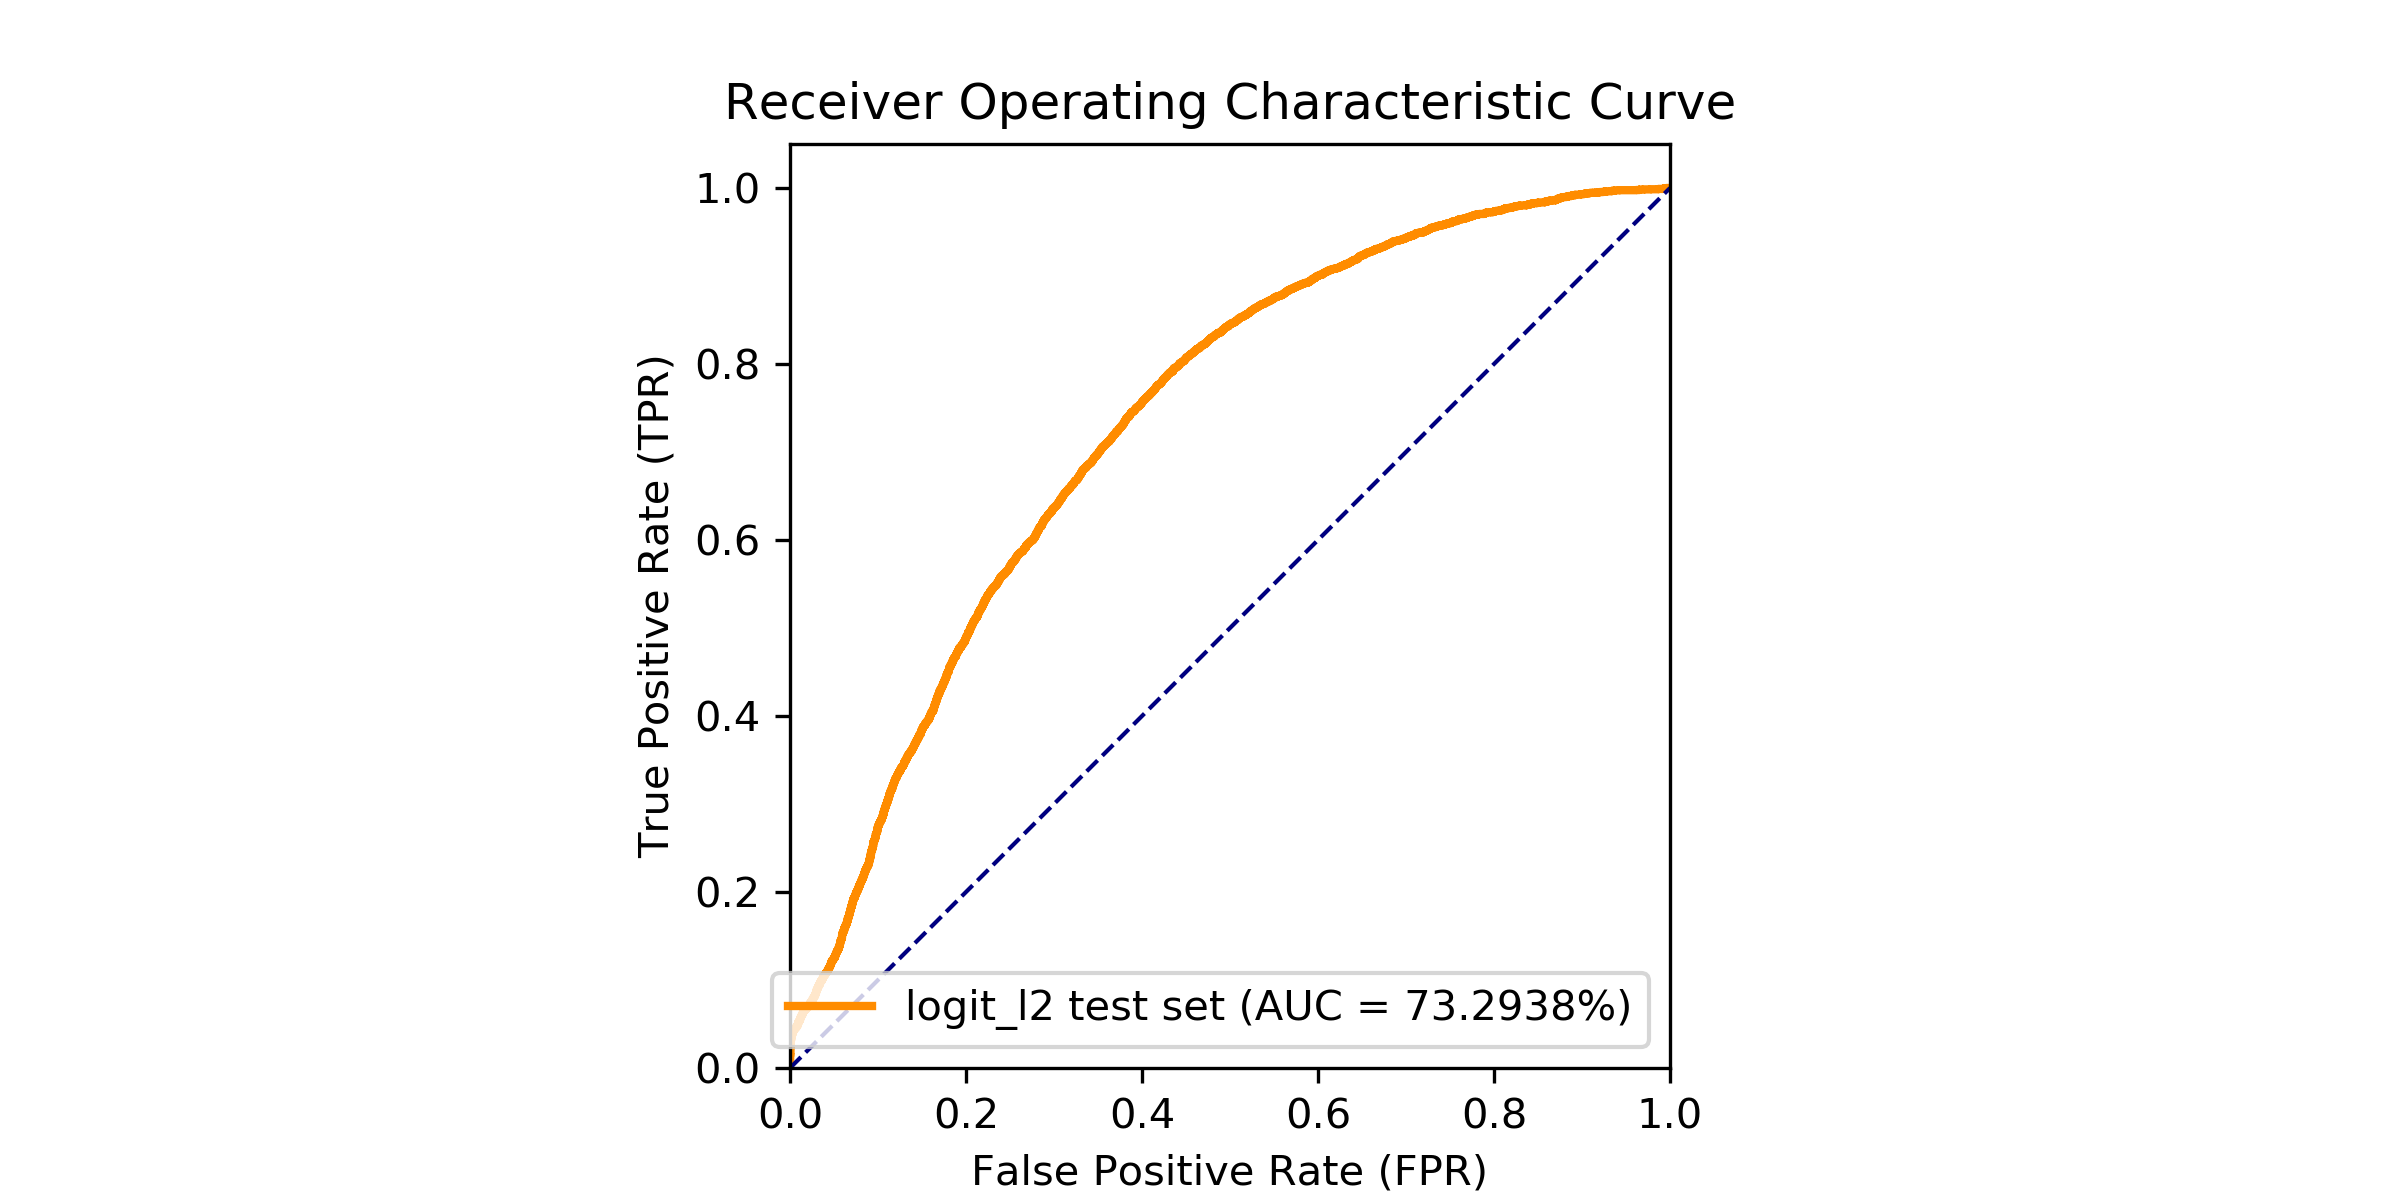 Receiver Operating Characteristic Curve
True Positive Rate (TPR)
1.0
0.8
0.6
0.4
0.2
0.0
logit_l2 test set (AUC = 73.2938%)
0.0 0.2 0.4 0.6 0.8 1.0
False Positive Rate (FPR)